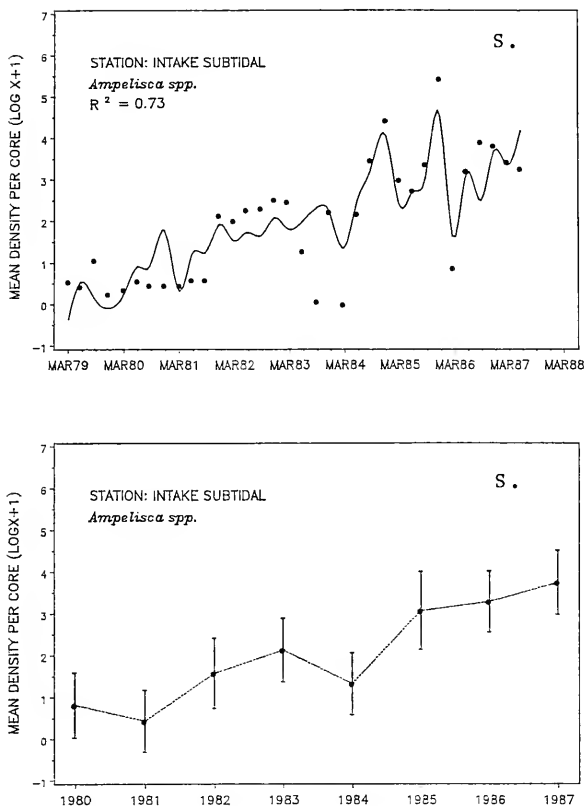 7
S.
6
STATION: INTAKE SUBTIDAL
Ampelisca spp.
R² = 0.73
5
4
3
2
1
0
-1
MEAN DENSITY PER CORE (LOG X+1)
MAR79 MAR80 MAR81 MAR82 MAR83 MAR84 MAR85 MAR86 MAR87 MAR88
7
S.
6
STATION: INTAKE SUBTIDAL
Ampelisca spp.
5
4
3
2
1
0
-1
MEAN DENSITY PER CORE (LOGX+1)
1980 1981 1982 1983 1984 1985 1986 1987